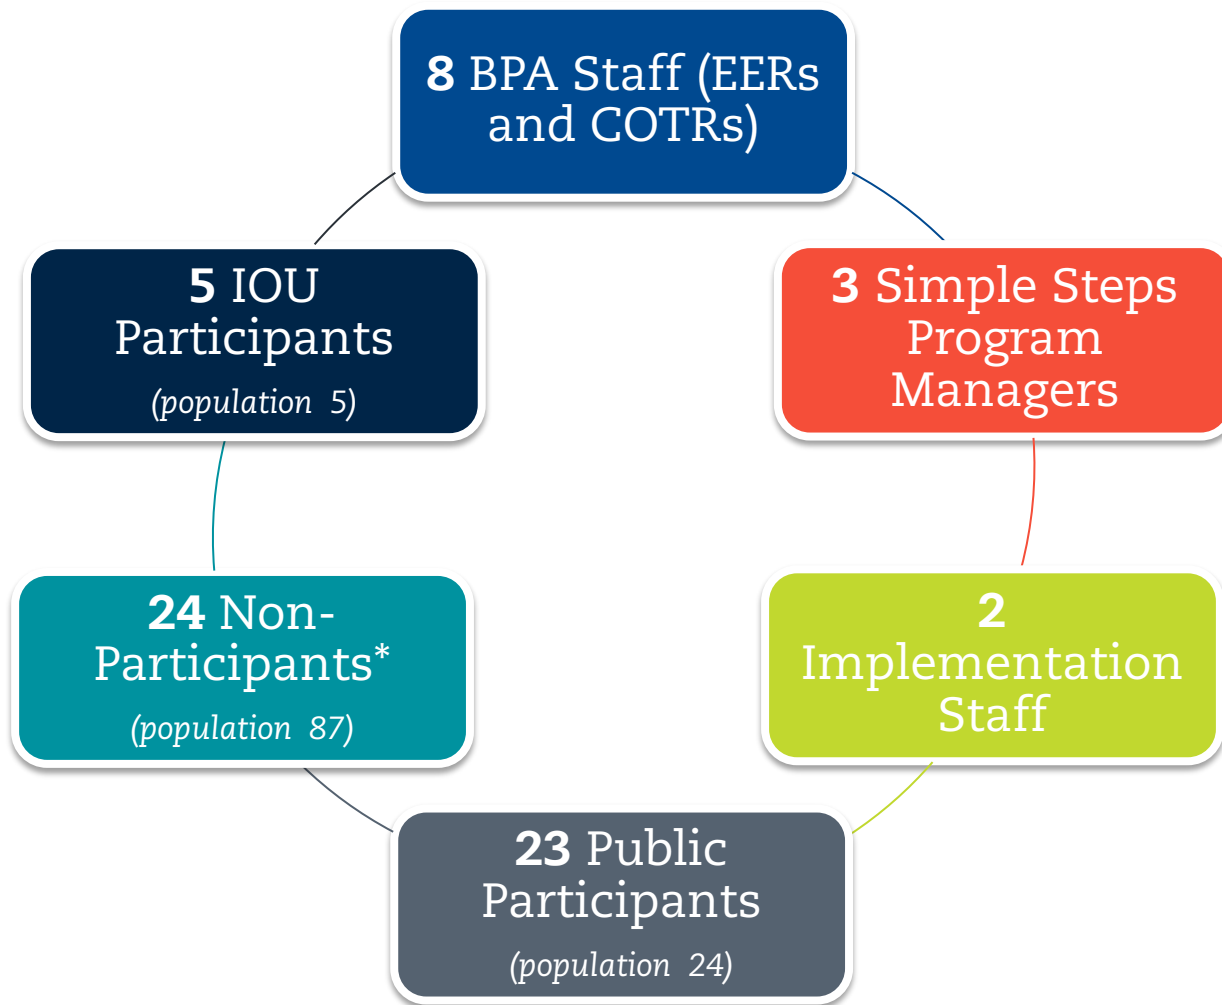 8 BPA Staff (EERs
and COTRs)
3 Simple Steps
Program
Managers
2
Implementation
Staff
23 Public
Participants
(population 24)
24 Non-
Participants*
(population 87)
5 IOU
Participants
(population 5)